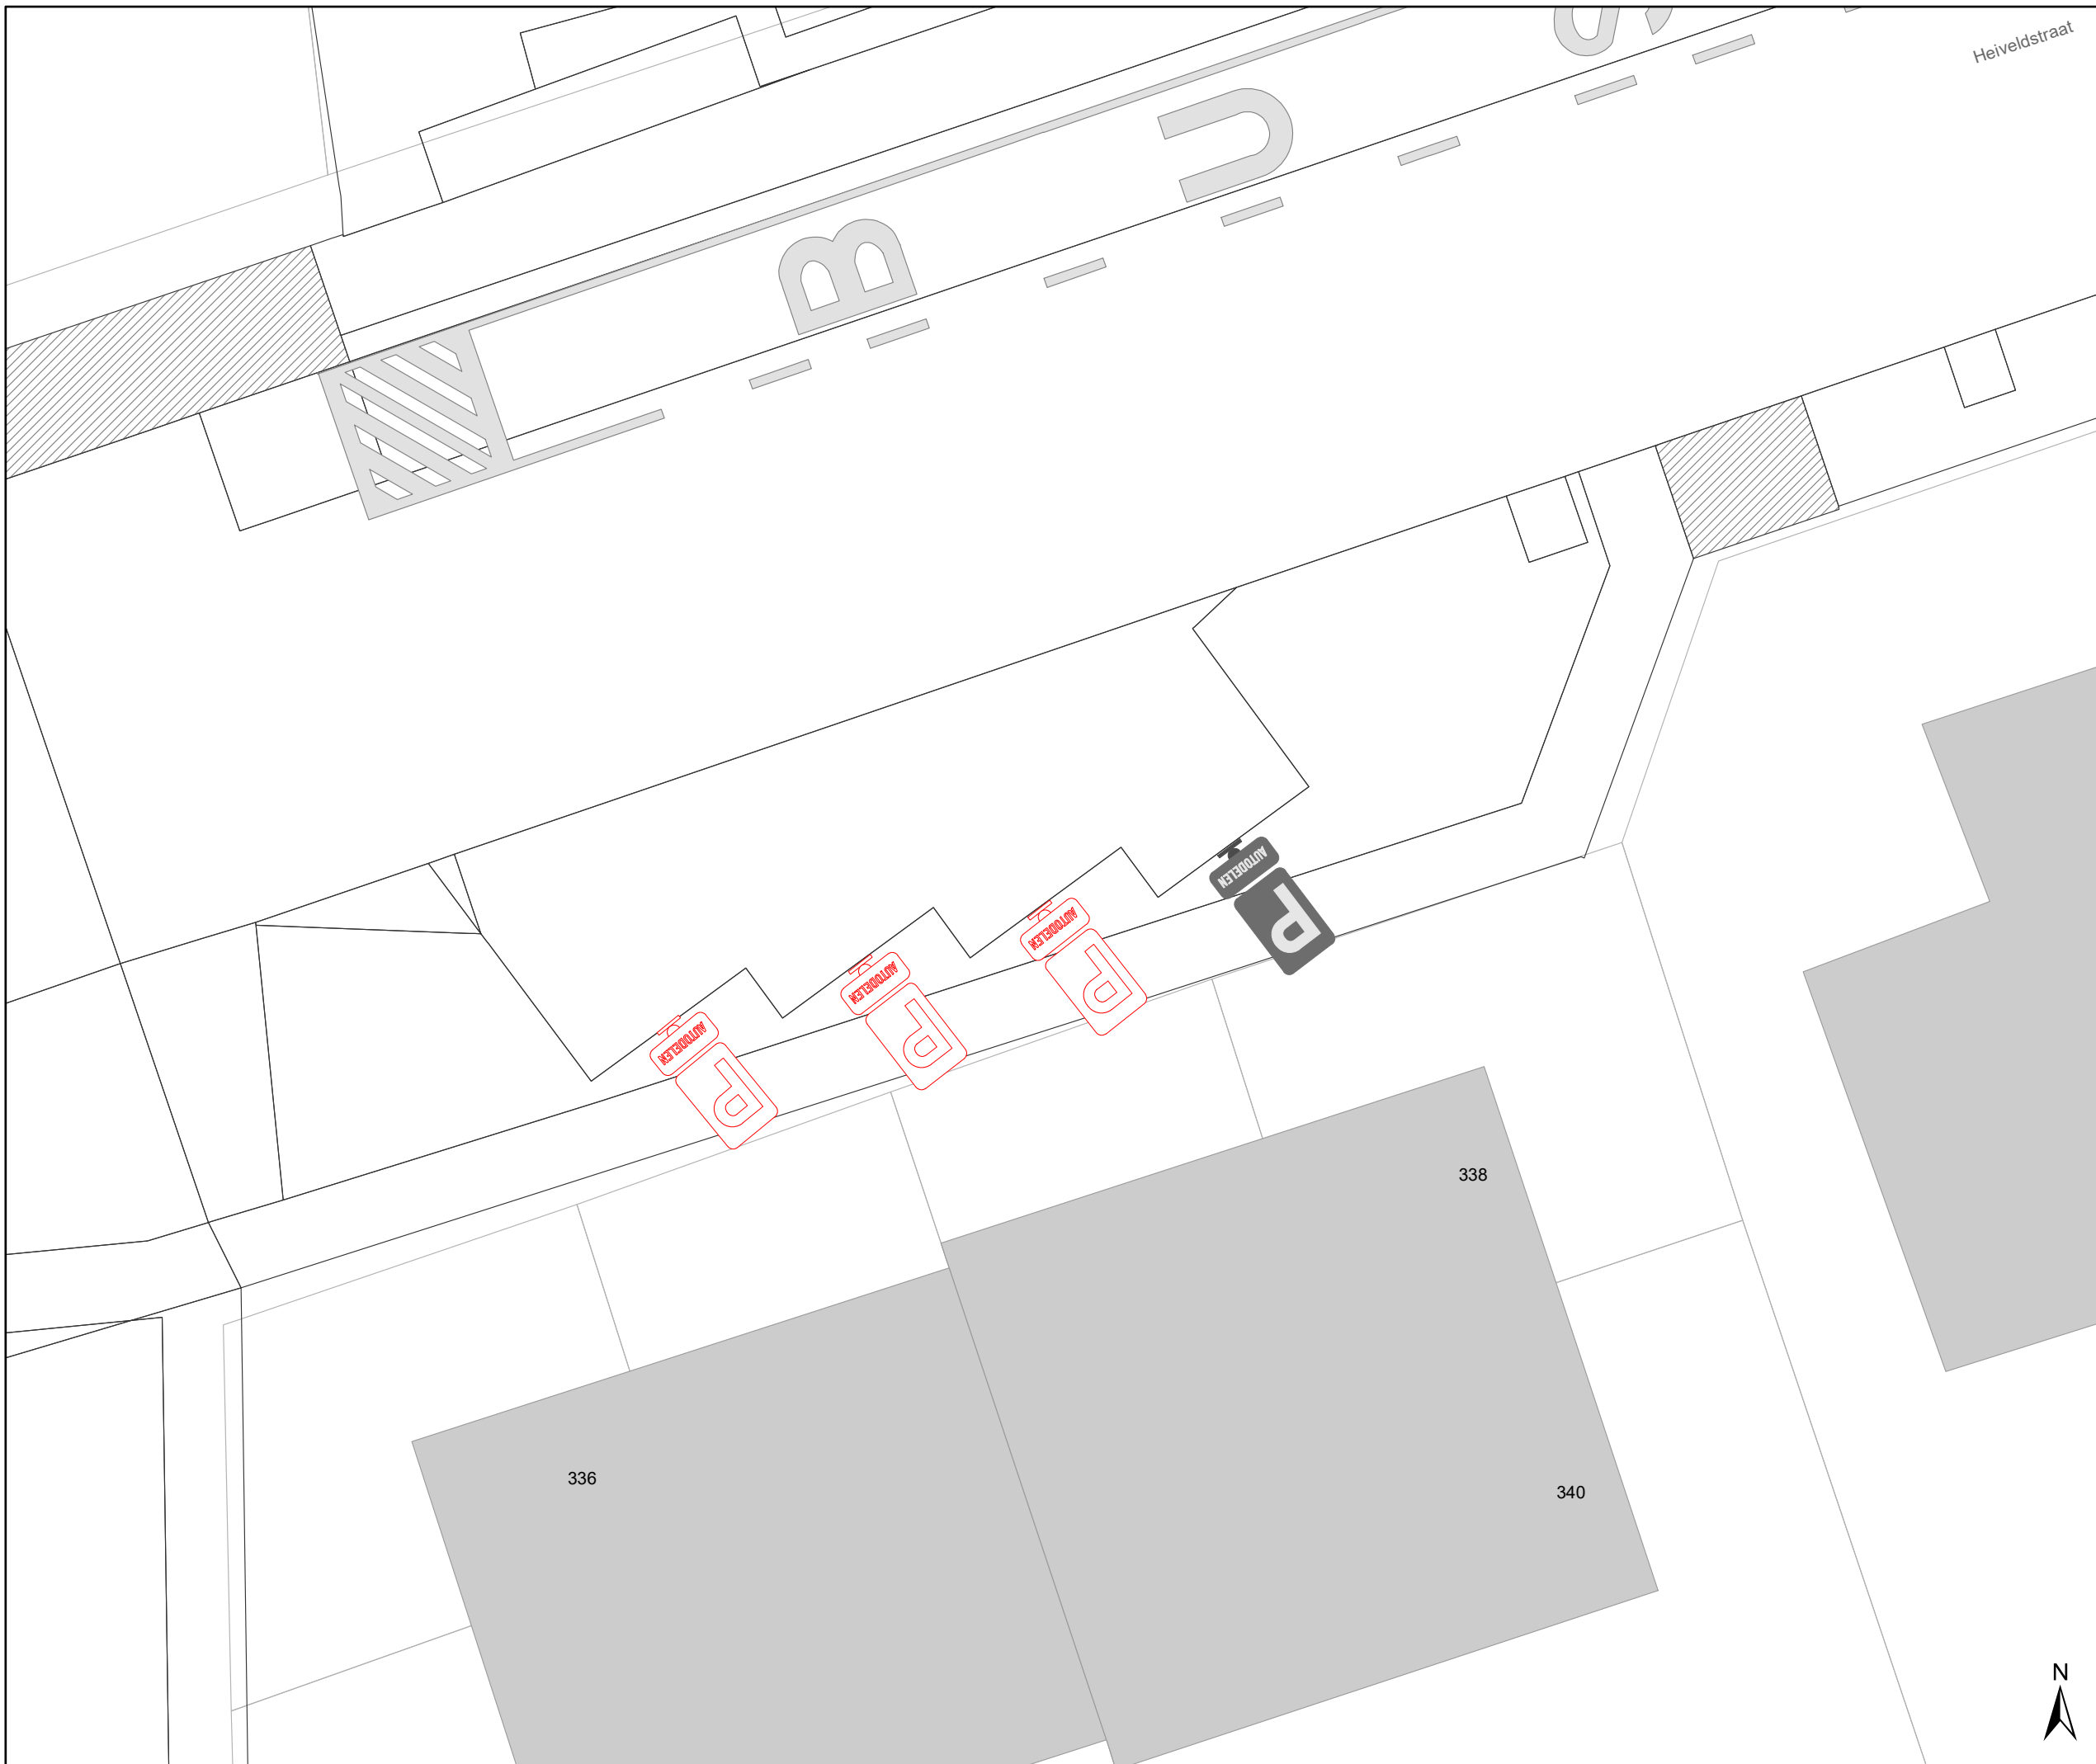 Heiveldstraat
BUS
AUTODELEN
P
AUTODELEN
P
AUTODELEN
P
AUTODELEN
P
338
336
340
N